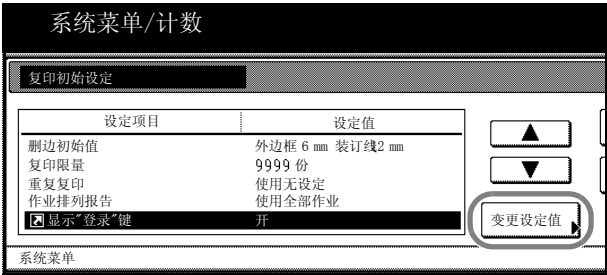 系统菜单/计数
复印初始设定
设定项目 设定值
删边初始值 外边框 6 mm 装订线2 mm
复印限量 9999 份
重复复印 使用无设定
作业排列报告 使用全部作业
显示"登录"键 开
变更设定值
系统菜单